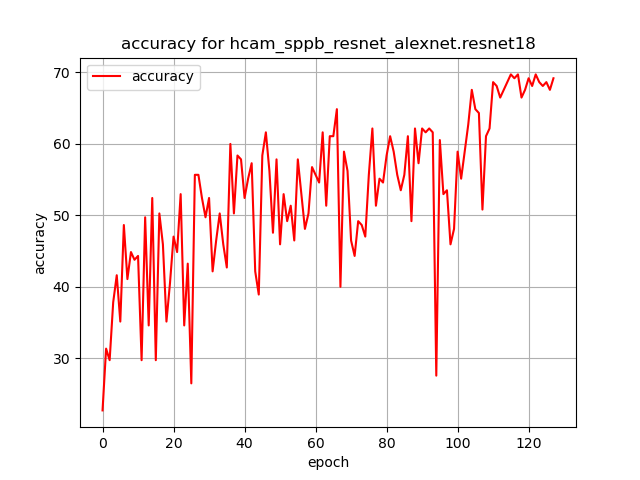 accuracy for hcam_sppb_resnet_alexnet.resnet18
accuracy
70
60
50
40
30
accuracy
0 20 40 60 80 100 120
epoch